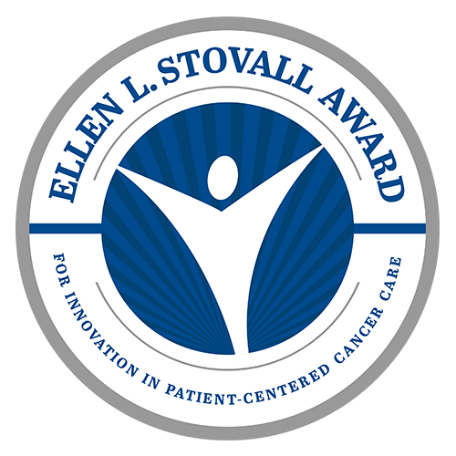 ELLEN L. STOVALL AWARD
FOR INNOVATION IN PATIENT-CENTERED CANCER CARE